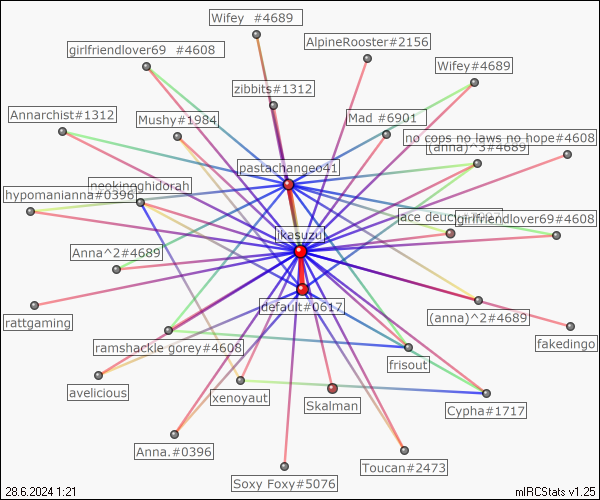 Wifey  #4689
AlpineRooster#2156
girlfriendlover69  #4608
Wifey#4689
zibbits#1312
Annarchist#1312
Mushy#1984
Mad #6901
no cops no laws no hope#4608
(anna)^3#4689
pastachangeo41
neokingghidorah
hypomanianna#0396
ace deuce
girlfriendlover69#4608
jkasuzu
Anna^2#4689
default#0617
rattgaming
(anna)^2#4689
fakedingo
ramshackle gorey#4608
frisout
avelicious
xenoyaut
Skalman
Cypha#1717
Anna.#0396
Toucan#2473
Soxy Foxy#5076
28.6.2024 1:21
mIRCStats v1.25